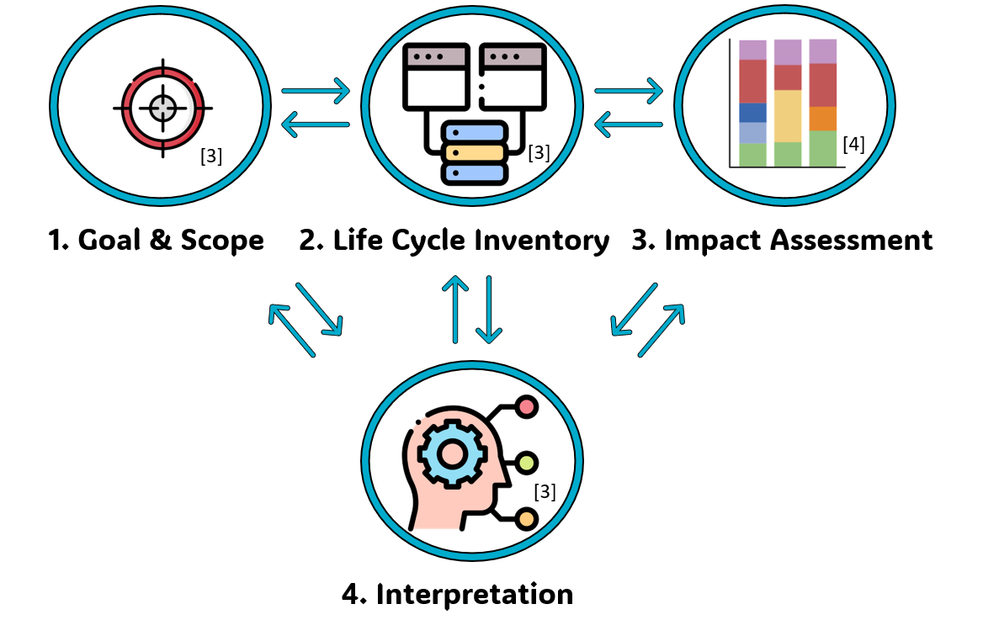 [3]
[3]
[4]
1. Goal & Scope
2. Life Cycle Inventory
3. Impact Assessment
[3]
4. Interpretation